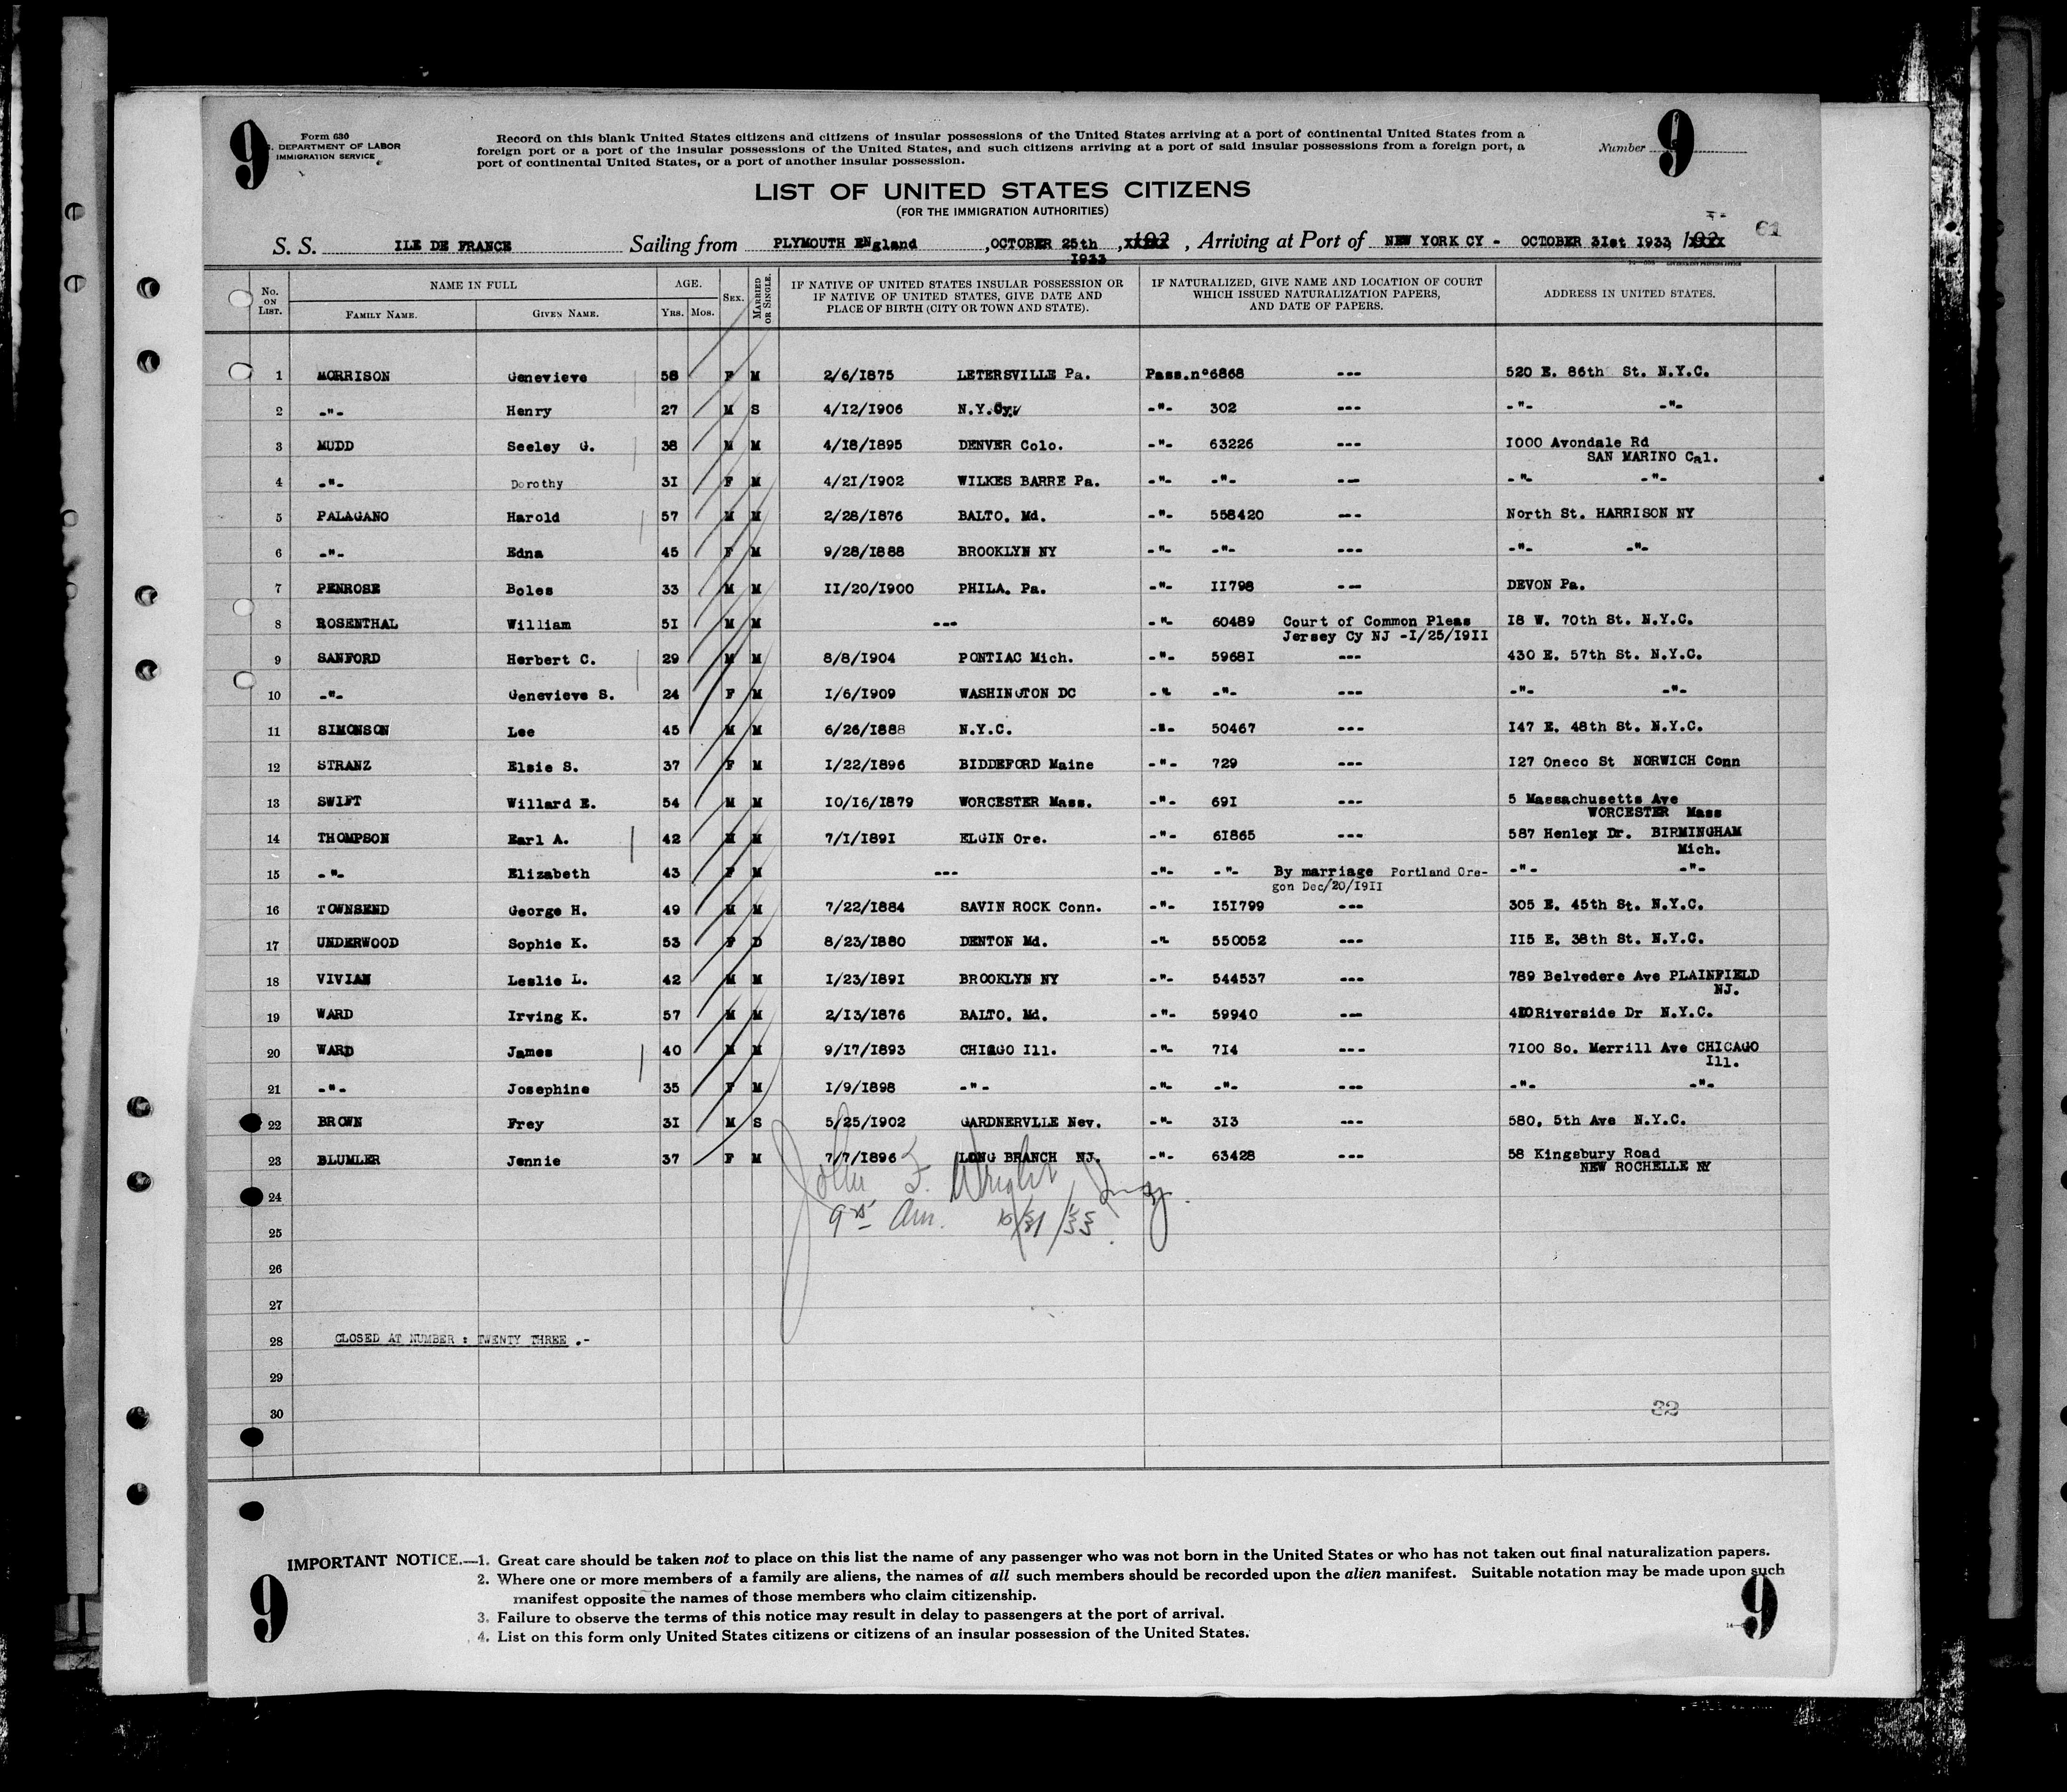 9
Form 630
. DEPARTMENT OF LABOR
IMMIGRATION SERVICE
Record on this blank United States citizens and citizens of insular possessions of the United States arriving at a port of continental United States from a
foreign port or a port of the insular possessions of the United States, and such citizens arriving at a port of said insular possessions from a foreign port, a
port of continental United States, or a port of another insular possession.
Number 9
LIST OF UNITED STATES CITIZENS
(FOR THE IMMIGRATION AUTHORITIES)
61
S. S. ILE DE FRANCE Sailing from PLYMOUTH ENgland , OCTOBER 25th , 192 , Arriving at Port of NEW YORK CY - OCTOBER 31st 1933, 192
1933
No. ON LIST. NAME IN FULL AGE. SEX. MARRIED OR SINGLE. IF NATIVE OF UNITED STATES INSULAR POSSESSION OR IF NATIVE OF UNITED STATES, GIVE DATE AND PLACE OF BIRTH (CITY OR TOWN AND STATE). IF NATURALIZED, GIVE NAME AND LOCATION OF COURT WHICH ISSUED NATURALIZATION PAPERS, AND DATE OF PAPERS. ADDRESS IN UNITED STATES.
FAMILY NAME. GIVEN NAME. YRS. MOS.
1 MORRISON Genevieve 58 F M 2/6/1875 LETERSVILLE Pa. Pass.n°6868 --- 520 E. 86th St. N.Y.C.
2 -"- Henry 27 M S 4/12/1906 N.Y.Cy. -"- 302 --- -"- -"-
3 MUDD Seeley G. 38 M M 4/18/1895 DENVER Colo. -"- 63226 --- 1000 Avondale Rd
SAN MARINO Cal.
4 -"- Dorothy 31 F M 4/21/1902 WILKES BARRE Pa. -"- -"- --- -"- -"-
5 PALAGANO Harold 57 M M 2/28/1876 BALTO. Md. -"- 558420 --- North St. HARRISON NY
6 -"- Edna 45 F M 9/28/1888 BROOKLYN NY -"- -"- --- -"- -"-
7 PENROSE Boles 33 M M 11/20/1900 PHILA. Pa. -"- 11798 --- DEVON Pa.
8 ROSENTHAL William 51 M M --- -"- 60489 Court of Common Pleas 18 W. 70th St. N.Y.C.
Jersey Cy NJ -1/25/1911
9 SANFORD Herbert C. 29 M M 8/8/1904 PONTIAC Mich. -"- 59681 --- 430 E. 57th St. N.Y.C.
10 -"- Genevieve S. 24 F M 1/6/1909 WASHINGTON DC -"- -"- --- -"- -"-
11 SIMONSON Lee 45 M M 6/26/1888 N.Y.C. -"- 50467 --- 147 E. 48th St. N.Y.C.
12 STRANZ Elsie S. 37 F M 1/22/1896 BIDDEFORD Maine -"- 729 --- 127 Oneco St NORWICH Conn
13 SWIFT Willard E. 54 M M 10/16/1879 WORCESTER Mass. -"- 691 --- 5 Massachusetts Ave
WORCESTER Mass
14 THOMPSON Earl A. 42 M M 7/1/1891 ELGIN Ore. -"- 61865 --- 587 Henley Dr. BIRMINGHAM
Mich.
15 -"- Elizabeth 43 F M --- -"- -"- By marriage Portland Ore- -"- -"-
gon Dec/20/1911
16 TOWNSEND George H. 49 M M 7/22/1884 SAVIN ROCK Conn. -"- 151799 --- 305 E. 45th St. N.Y.C.
17 UNDERWOOD Sophie K. 53 F D 8/23/1880 DENTON Md. -"- 550052 --- 115 E. 38th St. N.Y.C.
18 VIVIAN Leslie L. 42 M M 1/23/1891 BROOKLYN NY -"- 544537 --- 789 Belvedere Ave PLAINFIELD
NJ.
19 WARD Irving K. 57 M M 2/13/1876 BALTO. Md. -"- 59940 --- Riverside Dr N.Y.C.
20 WARD James 40 M M 9/17/1893 CHIAGO Ill. -"- 714 --- 7100 So. Merrill Ave CHICAGO
Ill.
21 -"- Josephine 35 F M 1/9/1898 -"- -"- -"- --- -"- -"-
22 BROWN Frey 31 M S 5/25/1902 GARDNERVLLE Nev. -"- 313 --- 580, 5th Ave N.Y.C.
23 BLUMLER Jennie 37 F M 7/7/1896 LONG BRANCH NJ. -"- 63428 --- 58 Kingsbury Road
NEW ROCHELLE NY
24 John F. Wright
25
26
27
28 CLOSED AT NUMBER : TWENTY THREE .-
29
30 32
IMPORTANT NOTICE.—1. Great care should be taken not to place on this list the name of any passenger who was not born in the United States or who has not taken out final naturalization papers.
2. Where one or more members of a family are aliens, the names of all such members should be recorded upon the alien manifest. Suitable notation may be made upon such
manifest opposite the names of those members who claim citizenship.
3. Failure to observe the terms of this notice may result in delay to passengers at the port of arrival.
4. List on this form only United States citizens or citizens of an insular possession of the United States.
9 9